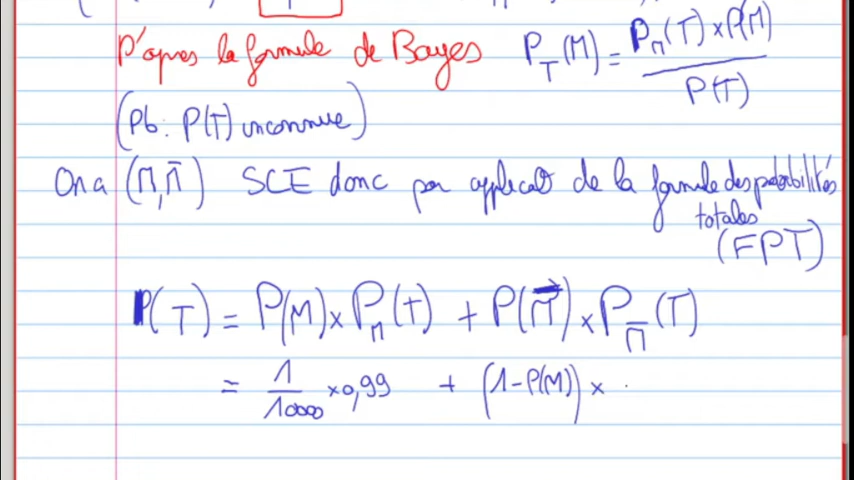 D'après la formule de Bayes P_T(M) = P_M(T) × P(M) / P(T)
(Pb: P(T) inconnue)
On a (M, M̄) SCE donc par applicat° de la formule des probabilités
totales
(FPT)
P(T) = P(M) × P_M(T) + P(M̄) × P_M̄(T)
= 1/10000 × 0,99 + (1-P(M)) ×